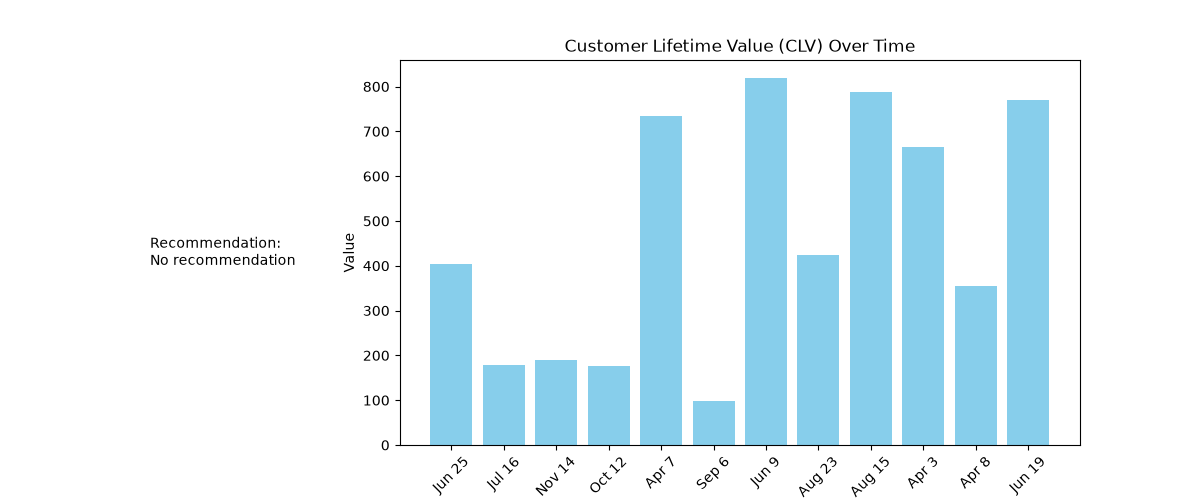 Customer Lifetime Value (CLV) Over Time
Recommendation:
No recommendation
Value
800
700
600
500
400
300
200
100
0
Jun 25
Jul 16
Nov 14
Oct 12
Apr 7
Sep 6
Jun 9
Aug 23
Aug 15
Apr 3
Apr 8
Jun 19